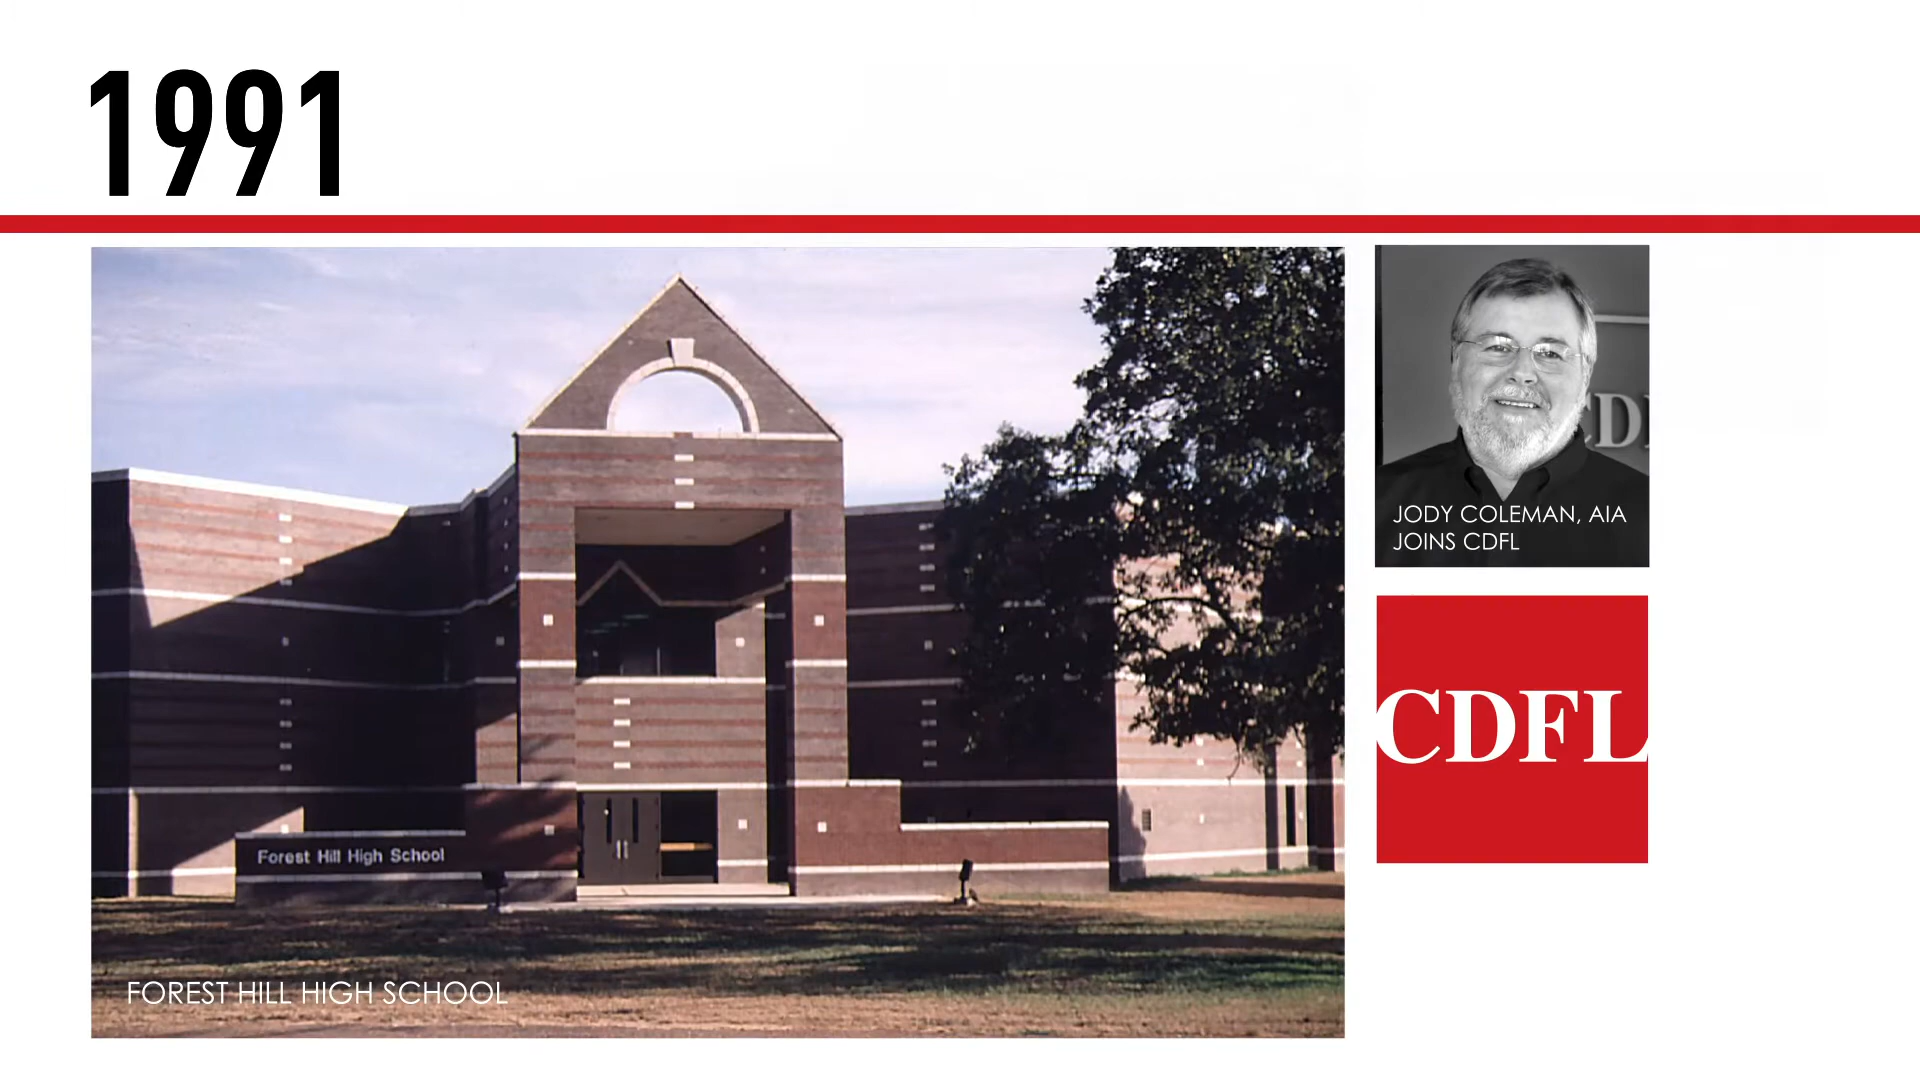 1991
Forest Hill High School
FOREST HILL HIGH SCHOOL
JODY COLEMAN, AIA
JOINS CDFL
CDFL